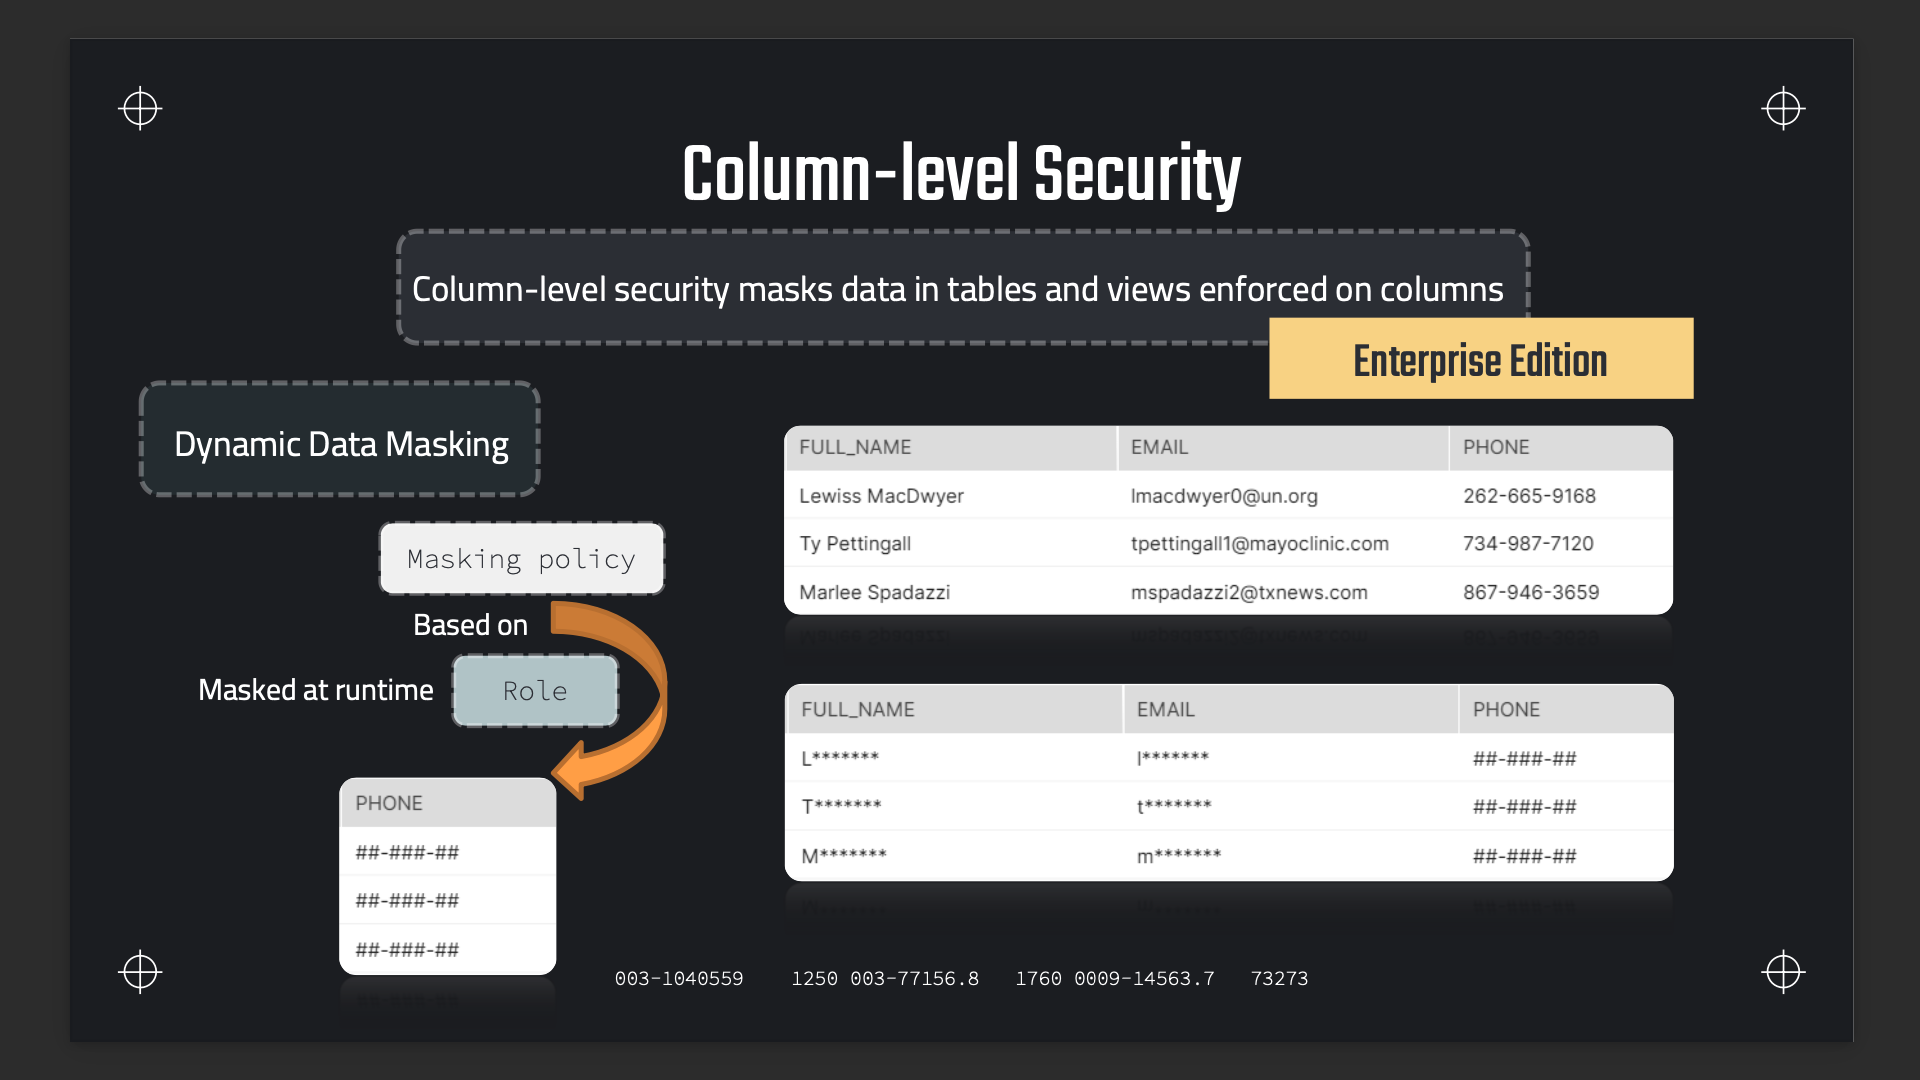 Column-level Security
Column-level security masks data in tables and views enforced on columns
Enterprise Edition
Dynamic Data Masking
Masking policy
Based on
Masked at runtime
Role
PHONE
##-###-##
##-###-##
##-###-##
FULL_NAME EMAIL PHONE
Lewiss MacDwyer lmacdwyer0@un.org 262-665-9168
Ty Pettingall tpettingall1@mayoclinic.com 734-987-7120
Marlee Spadazzi mspadazzi2@txnews.com 867-946-3659
FULL_NAME EMAIL PHONE
L******* l******* ##-###-##
T******* t******* ##-###-##
M******* m******* ##-###-##
003-1040559 1250 003-77156.8 1760 0009-14563.7 73273